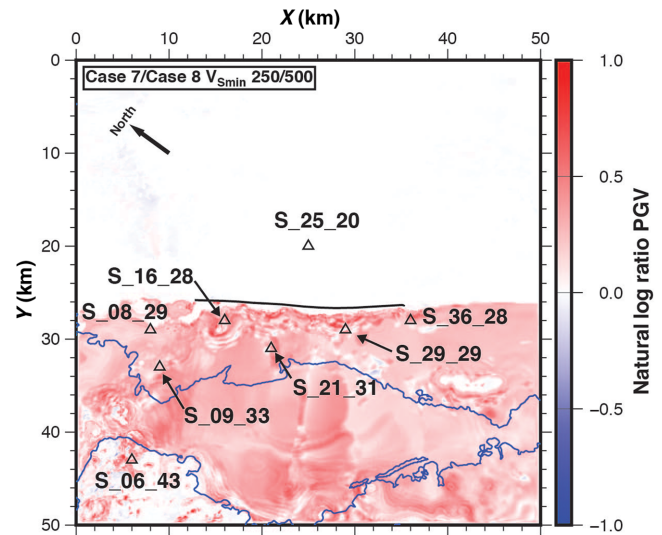 X (km)
0 10 20 30 40 50
0
Case 7/Case 8 VSmin 250/500
North
10
S_25_20
20
S_16_28
S_08_29
S_36_28
30
S_29_29
S_21_31
S_09_33
40
S_06_43
50
Y (km)
1.0
0.5
0.0
−0.5
−1.0
Natural log ratio PGV